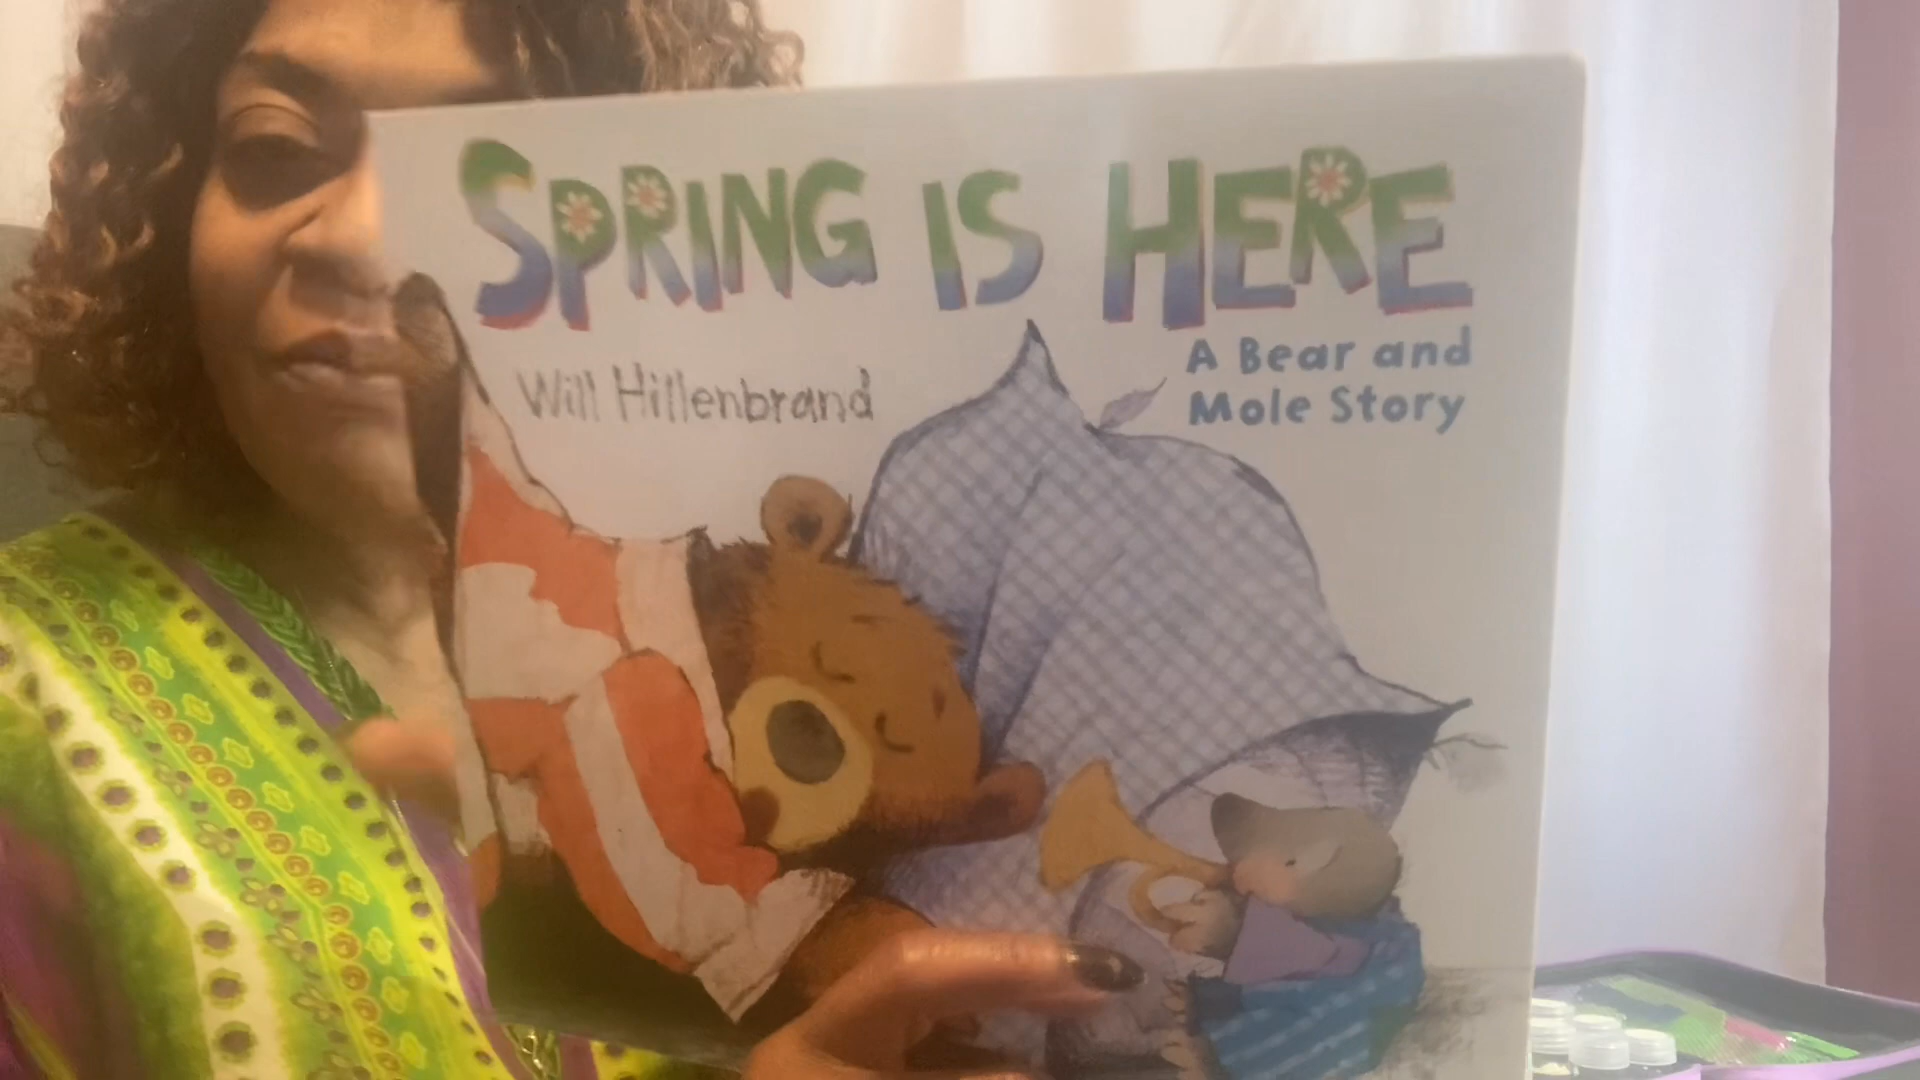 SPRING IS HERE
Will Hillenbrand
A Bear and
Mole Story